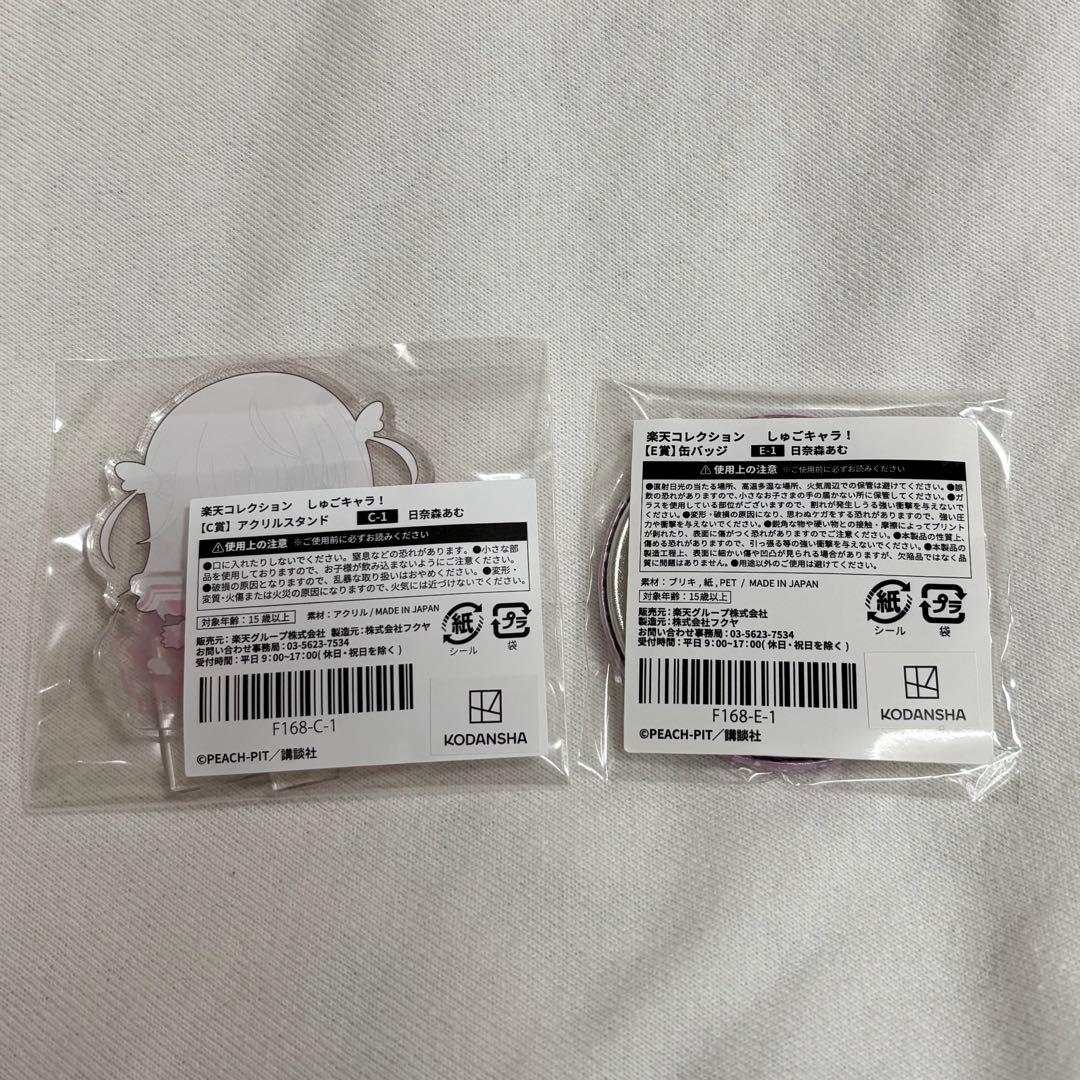 楽天コレクション しゅごキャラ！
【C賞】アクリルスタンド C-1 日奈森あむ
⚠使用上の注意 ※ご使用前に必ずお読みください
●口に入れたりしないでください。窒息などの恐れがあります。●小さな部
品を使用しておりますので、お子様が飲み込まないようにご注意ください。
●破損の原因となりますので、乱暴な取り扱いはおやめください。●変形・
変質・火傷または火災の原因になりますので、火気には近づけないでください。
対象年齢：15歳以上 素材：アクリル / MADE IN JAPAN
販売元：楽天グループ株式会社 製造元：株式会社フクヤ
お問い合わせ事務局：03-5623-7534
受付時間：平日 9：00~17：00( 休日・祝日を除く )
紙
シール
プラ
袋
F168-C-1
©PEACH-PIT／講談社
KODANSHA
楽天コレクション しゅごキャラ！
【E賞】缶バッジ E-1 日奈森あむ
⚠使用上の注意 ※ご使用前に必ずお読みください
●直射日光の当たる場所、高温多湿な場所、火気周辺での保管は避けてください。●誤
飲の恐れがありますので、小さなお子さまの手の届かない所に保管してください。●ガ
ラスを使用している部位がございますので、割れが発生しうる強い衝撃を与えないで
ください。●変形・破損の原因になり、思わぬケガをする恐れがありますので、強い圧
力や衝撃を与えないでください。●鋭角な物や硬い物との接触・摩擦によってプリント
が剥れたり、表面に傷がつく恐れがありますのでご注意ください。●本製品の性質上、
傷める恐れがありますので、引っ張る等の強い衝撃を与えないでください。●本製品の
製造工程上、表面に細かい傷や凹凸が見られる場合がありますが、欠陥品ではなく品
質に問題はありません。●用途以外のご使用は避けてください。
素材：ブリキ , 紙 , PET / MADE IN JAPAN
対象年齢：15歳以上
販売元：楽天グループ株式会社
製造元：株式会社フクヤ
お問い合わせ事務局：03-5623-7534
受付時間：平日 9：00~17：00( 休日・祝日を除く )
紙
シール
プラ
袋
F168-E-1
©PEACH-PIT／講談社
KODANSHA